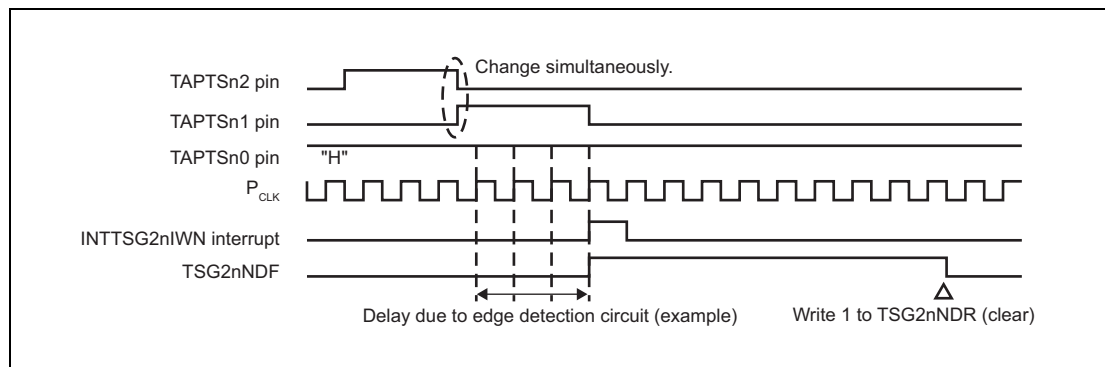 Change simultaneously.
TAPTSn2 pin
TAPTSn1 pin
TAPTSn0 pin
"H"
PCLK
INTTSG2nIWN interrupt
TSG2nNDF
Delay due to edge detection circuit (example)
Write 1 to TSG2nNDR (clear)